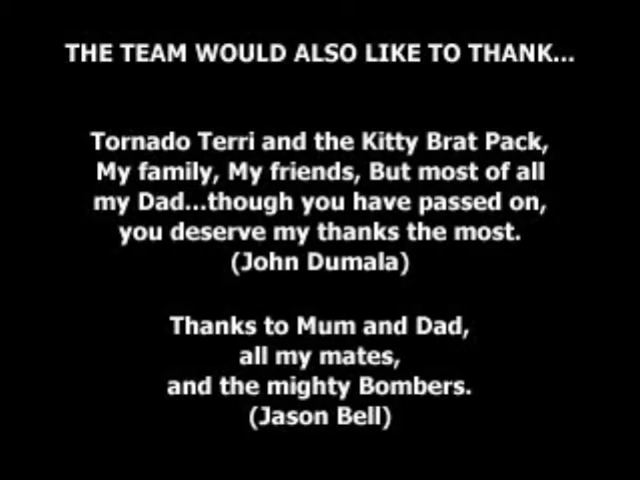 THE TEAM WOULD ALSO LIKE TO THANK...
Tornado Terri and the Kitty Brat Pack,
My family, My friends, But most of all
my Dad...though you have passed on,
you deserve my thanks the most.
(John Dumala)
Thanks to Mum and Dad,
all my mates,
and the mighty Bombers.
(Jason Bell)